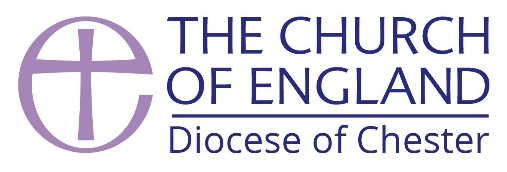 THE CHURCH
OF ENGLAND
Diocese of Chester